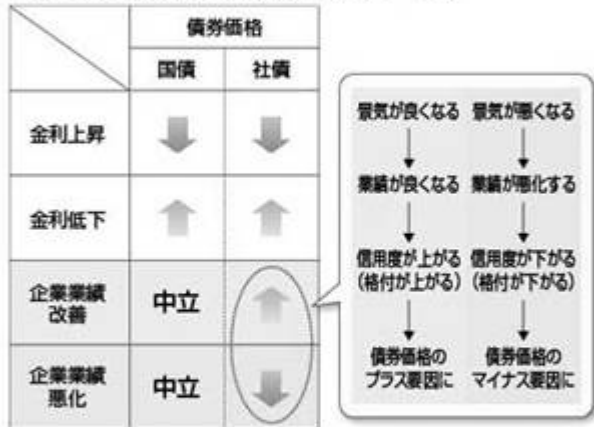 債券価格
国債 社債
金利上昇
金利低下
企業業績
改善
中立
企業業績
悪化
中立
景気が良くなる 景気が悪くなる
業績が良くなる 業績が悪化する
信用度が上がる 信用度が下がる
(格付が上がる) (格付が下がる)
債券価格の 債券価格の
プラス要因に マイナス要因に